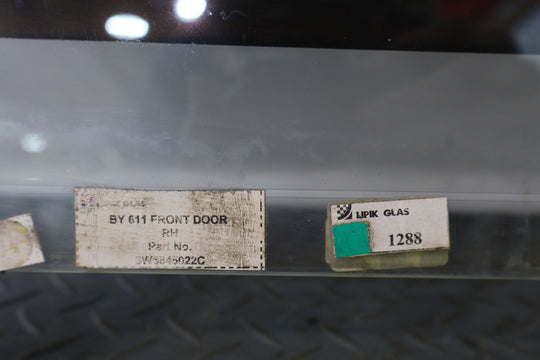 BY 611 FRONT DOOR
RH
Part No.
3W5845022C
LIPIK GLAS
1288